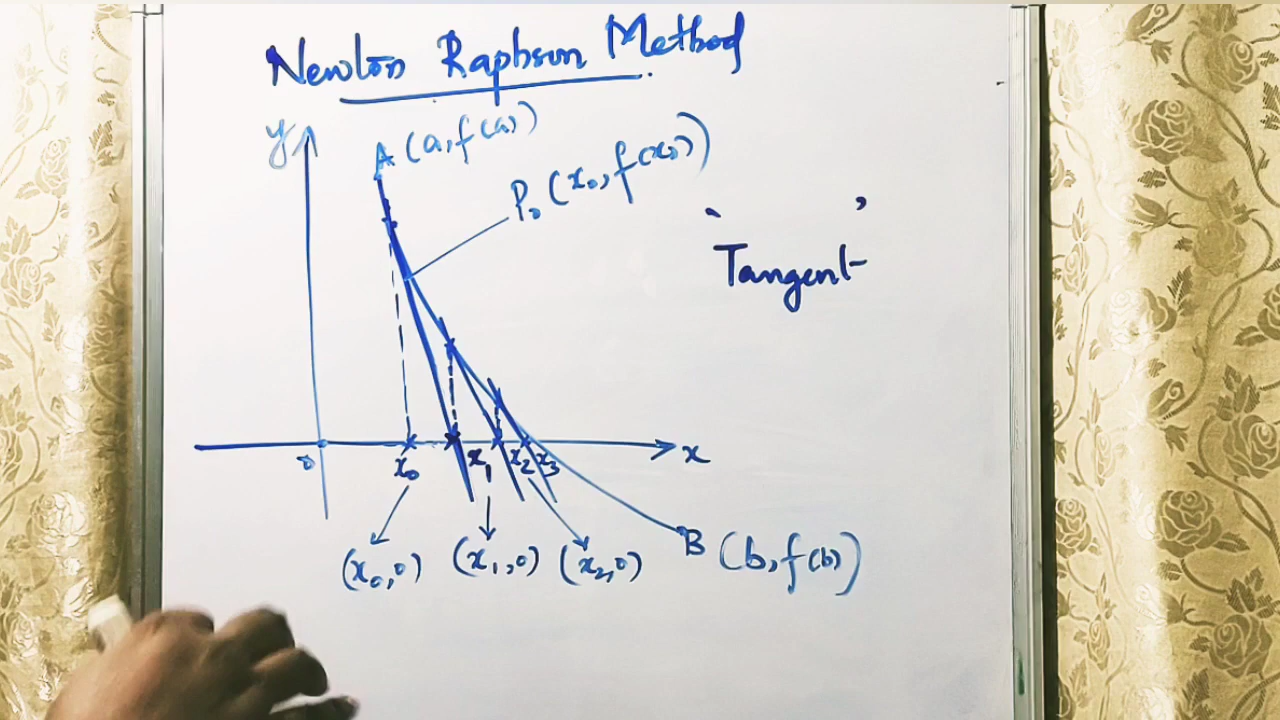 Newton Raphson Method
y
A (a, f(a))
P₀ (x₀, f(x₀))
‘ ’
Tangent
0
x₀ x₁ x₂ x₃
x
(x₀,0) (x₁,0) (x₂,0)
B (b, f(b))